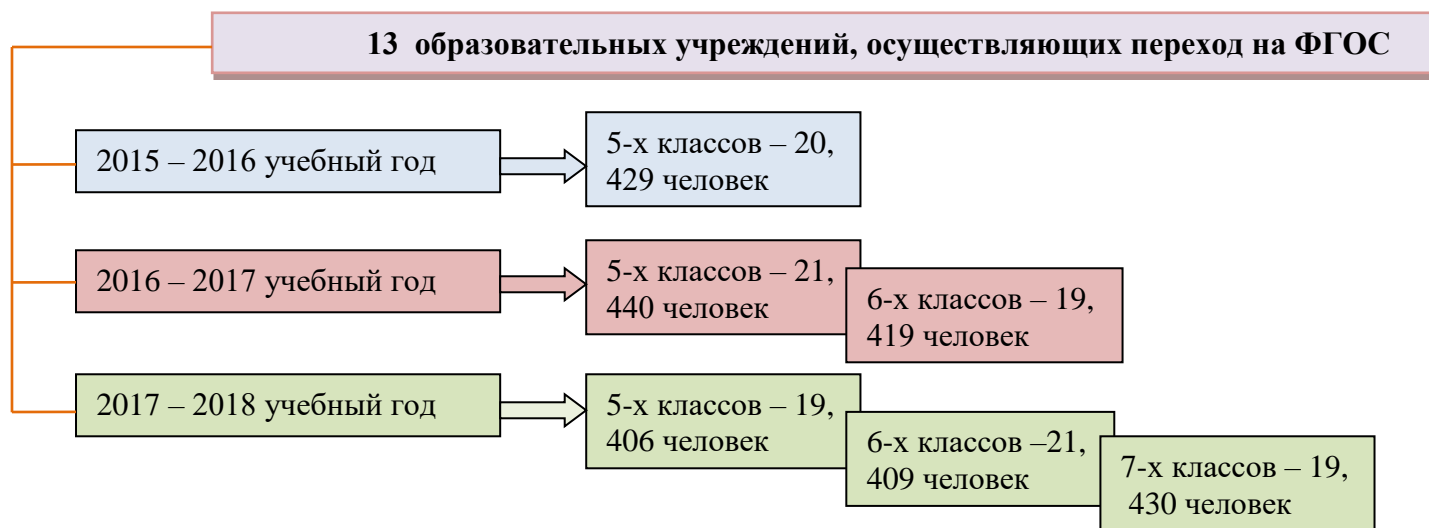 13 образовательных учреждений, осуществляющих переход на ФГОС
2015 – 2016 учебный год
5-х классов – 20,
429 человек
2016 – 2017 учебный год
5-х классов – 21,
440 человек
6-х классов – 19,
419 человек
2017 – 2018 учебный год
5-х классов – 19,
406 человек
6-х классов –21,
409 человек
7-х классов – 19,
430 человек